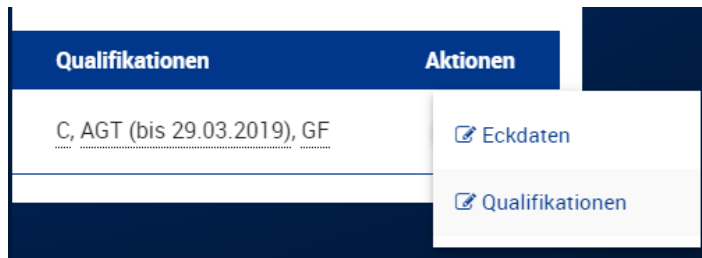 Qualifikationen Aktionen
C, AGT (bis 29.03.2019), GF
Eckdaten
Qualifikationen